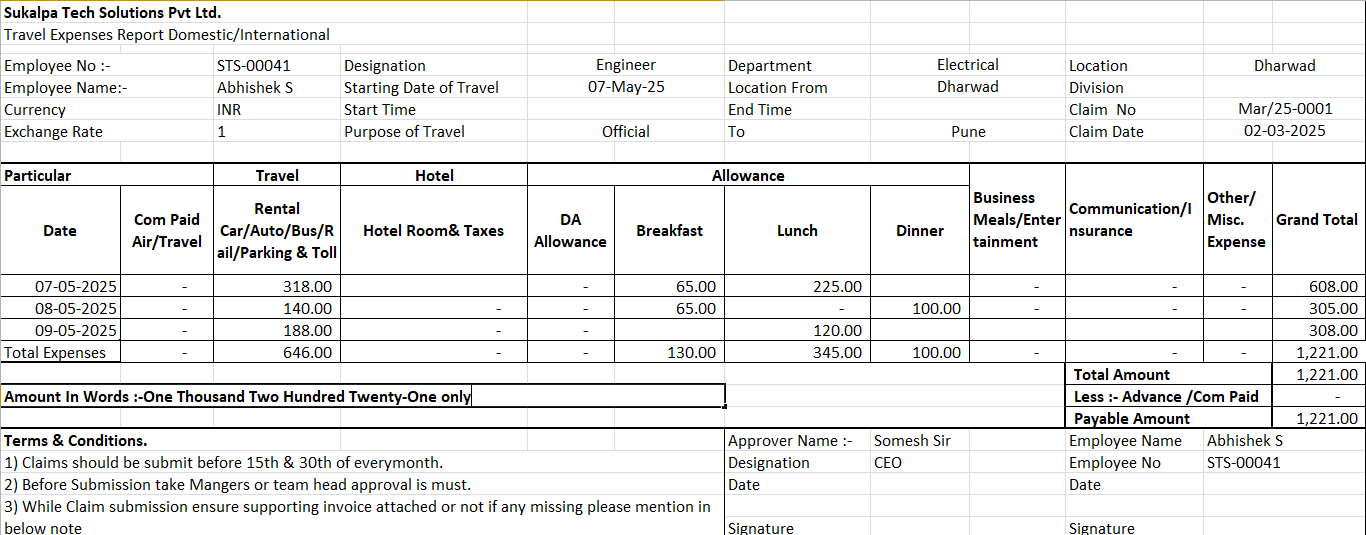 Sukalpa Tech Solutions Pvt Ltd.
Travel Expenses Report Domestic/International
Employee No :- STS-00041 Designation Engineer Department Electrical Location Dharwad
Employee Name:- Abhishek S Starting Date of Travel 07-May-25 Location From Dharwad Division
Currency INR Start Time End Time Claim No Mar/25-0001
Exchange Rate 1 Purpose of Travel Official To Pune Claim Date 02-03-2025
Particular Travel Hotel Allowance
Date
Com Paid
Air/Travel
Rental
Car/Auto/Bus/R
ail/Parking & Toll
Hotel Room& Taxes
DA
Allowance
Breakfast
Lunch
Dinner
Business
Meals/Enter
tainment
Communication/I
nsurance
Other/
Misc.
Expense
Grand Total
07-05-2025 - 318.00 - 65.00 225.00 - - - 608.00
08-05-2025 - 140.00 - - 65.00 - 100.00 - - - 305.00
09-05-2025 - 188.00 - - 120.00 - - - 308.00
Total Expenses - 646.00 - - 130.00 345.00 100.00 - - - 1,221.00
Total Amount 1,221.00
Amount In Words :-One Thousand Two Hundred Twenty-One only Less :- Advance /Com Paid -
Payable Amount 1,221.00
Terms & Conditions. Approver Name :- Somesh Sir Employee Name Abhishek S
1) Claims should be submit before 15th & 30th of everymonth. Designation CEO Employee No STS-00041
2) Before Submission take Mangers or team head approval is must. Date Date
3) While Claim submission ensure supporting invoice attached or not if any missing please mention in
below note Signature Signature